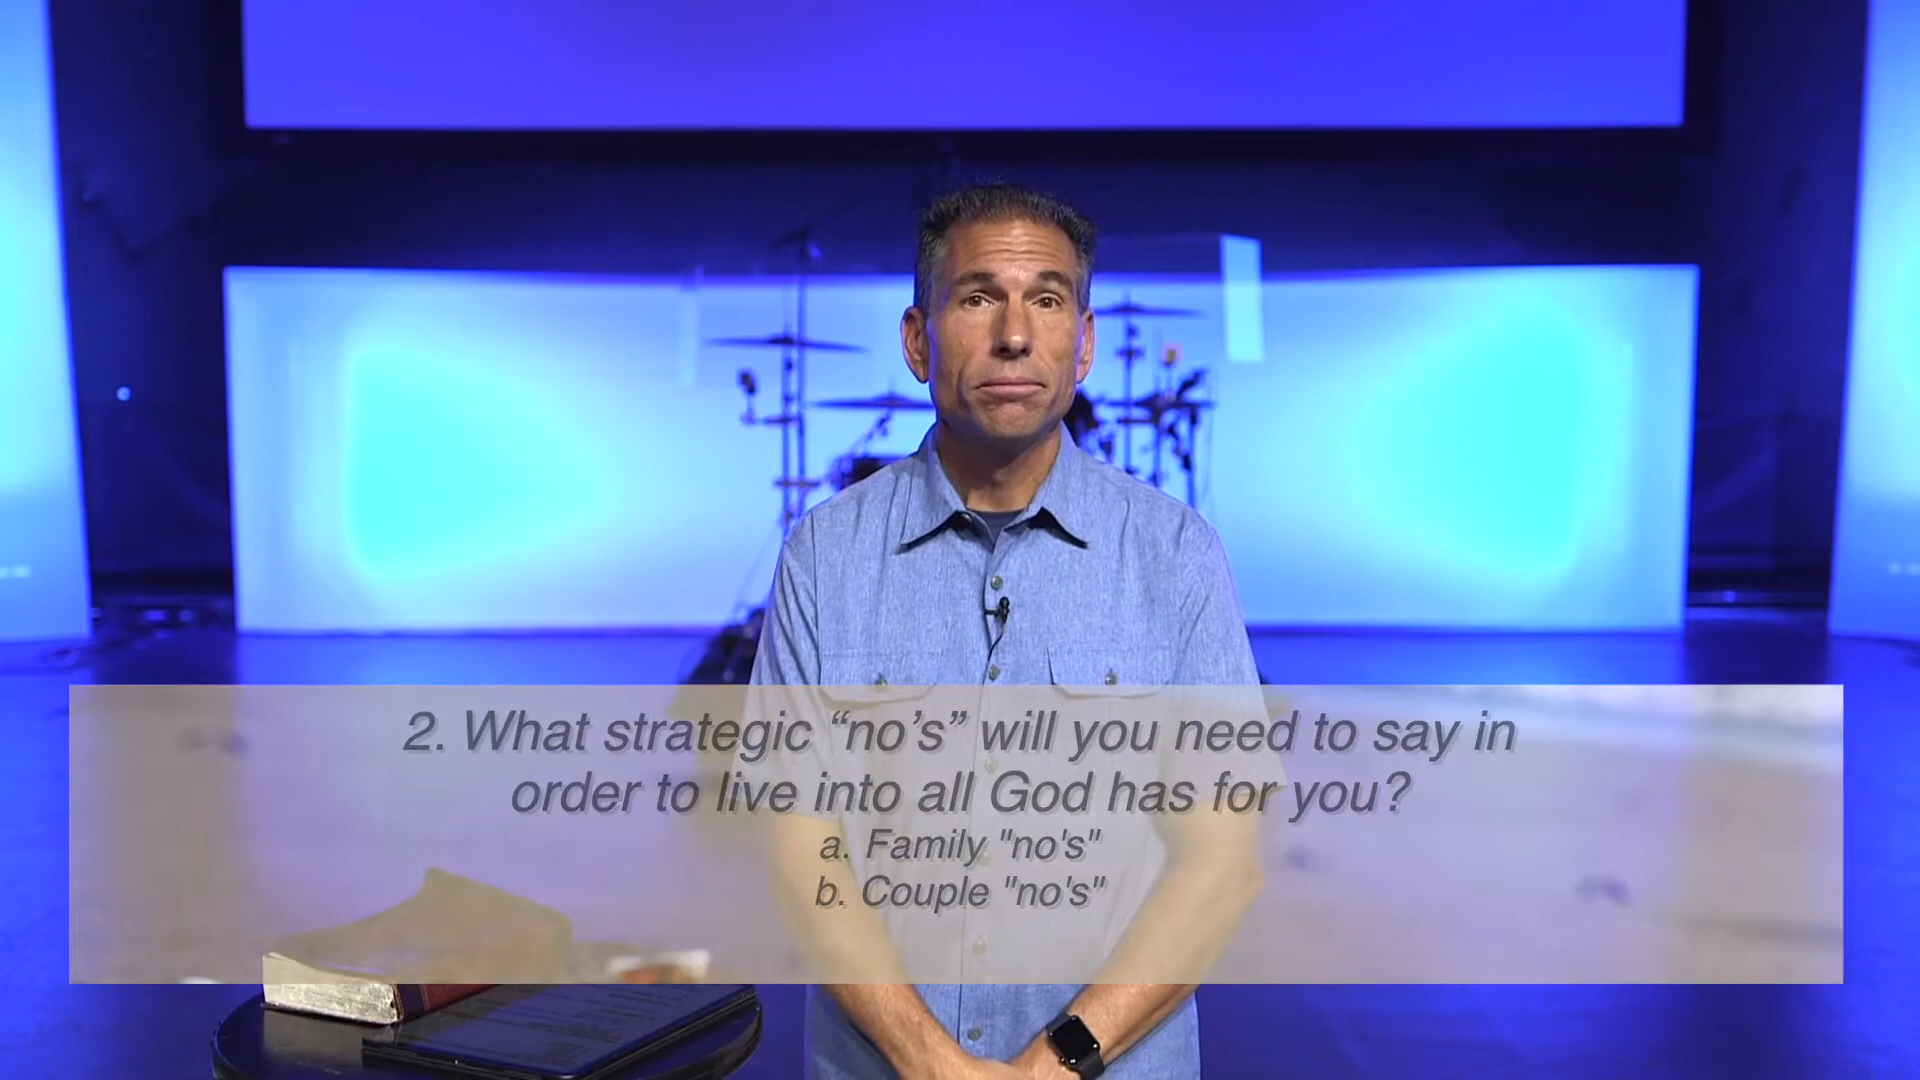 2. What strategic “no’s” will you need to say in
order to live into all God has for you?
a. Family "no's"
b. Couple "no's"